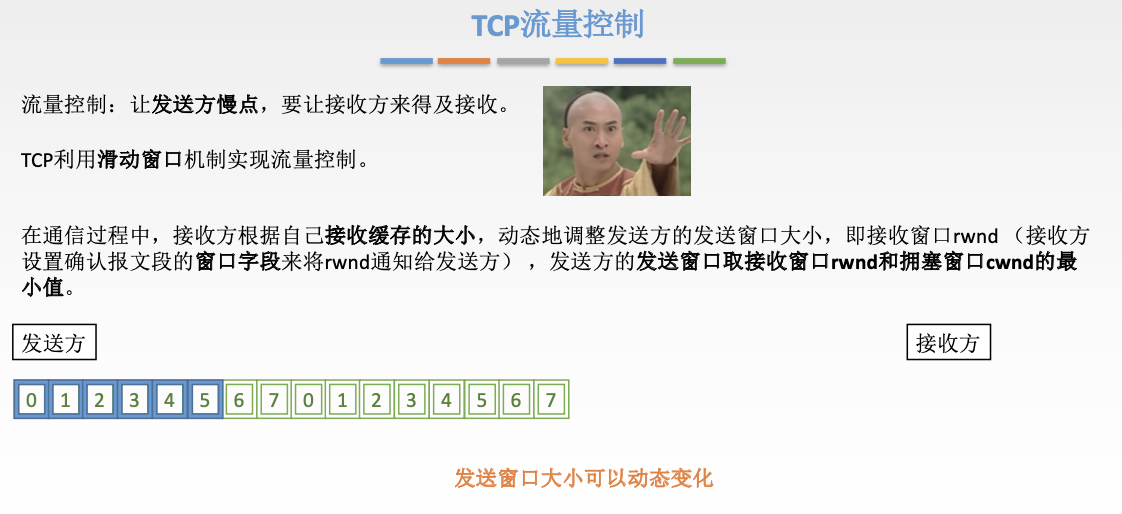 TCP流量控制
流量控制：让发送方慢点，要让接收方来得及接收。
TCP利用滑动窗口机制实现流量控制。
在通信过程中，接收方根据自己接收缓存的大小，动态地调整发送方的发送窗口大小，即接收窗口rwnd（接收方
设置确认报文段的窗口字段来将rwnd通知给发送方），发送方的发送窗口取接收窗口rwnd和拥塞窗口cwnd的最
小值。
发送方 接收方
0 1 2 3 4 5 6 7 0 1 2 3 4 5 6 7
发送窗口大小可以动态变化